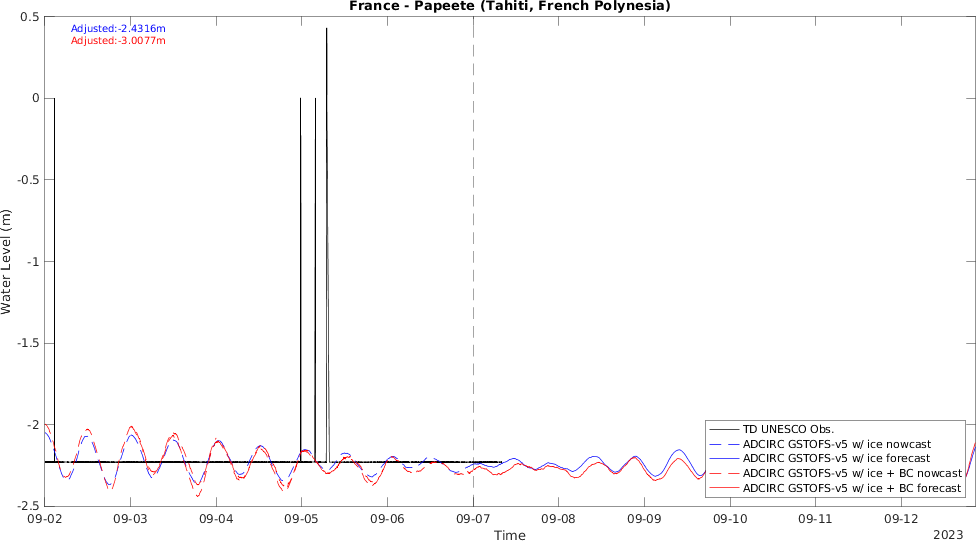 France - Papeete (Tahiti, French Polynesia)
Adjusted:-2.4316m
Adjusted:-3.0077m
0.5
0
-0.5
-1
-1.5
-2
-2.5
Water Level (m)
TD UNESCO Obs.
ADCIRC GSTOFS-v5 w/ ice nowcast
ADCIRC GSTOFS-v5 w/ ice forecast
ADCIRC GSTOFS-v5 w/ ice + BC nowcast
ADCIRC GSTOFS-v5 w/ ice + BC forecast
09-02 09-03 09-04 09-05 09-06 09-07 09-08 09-09 09-10 09-11 09-12
Time
2023